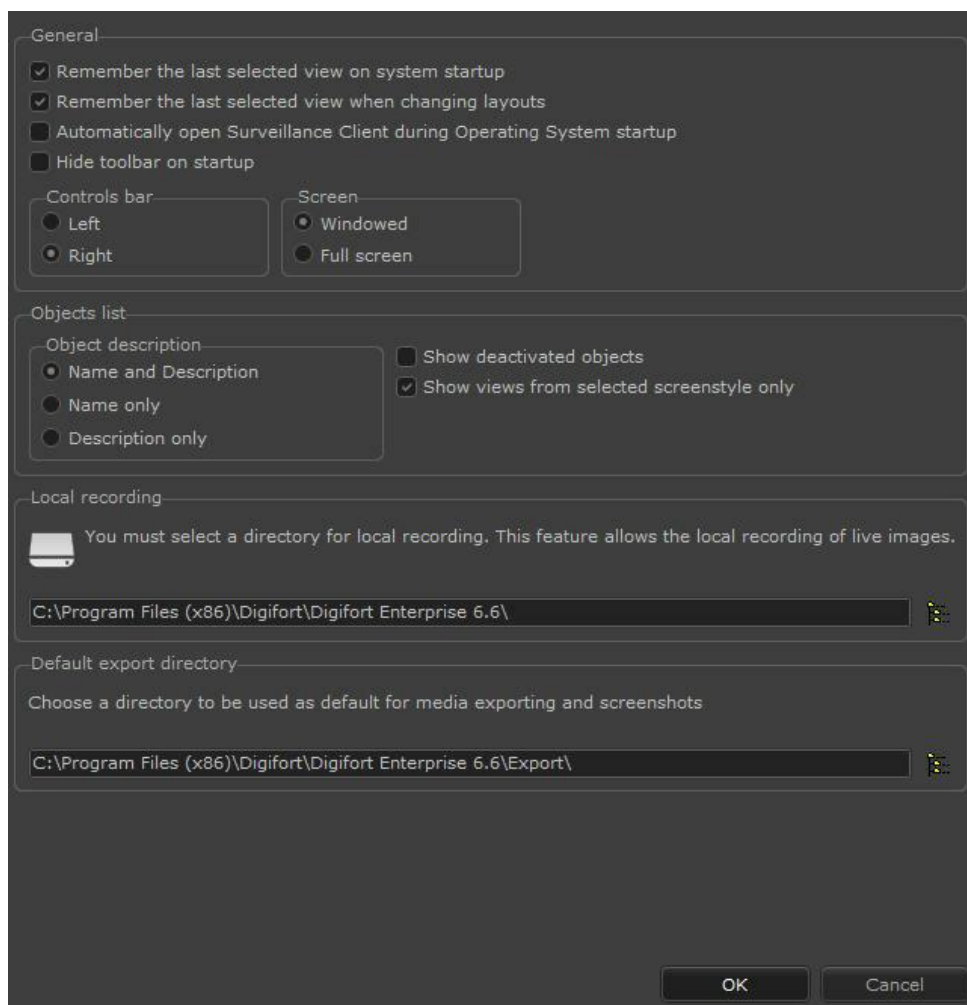 General
Remember the last selected view on system startup
Remember the last selected view when changing layouts
Automatically open Surveillance Client during Operating System startup
Hide toolbar on startup
Controls bar
Left
Right
Screen
Windowed
Full screen
Objects list
Object description
Name and Description
Name only
Description only
Show deactivated objects
Show views from selected screenstyle only
Local recording
You must select a directory for local recording. This feature allows the local recording of live images.
C:\Program Files (x86)\Digifort\Digifort Enterprise 6.6\
Default export directory
Choose a directory to be used as default for media exporting and screenshots
C:\Program Files (x86)\Digifort\Digifort Enterprise 6.6\Export\
OK
Cancel